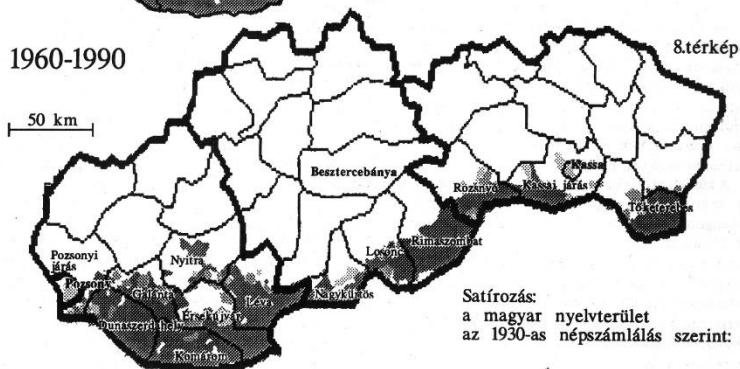 1960-1990
8.térkép
50 km
Besztercebánya
Kassa
Rozsnyó
Kassai járás
Tőketerebes
Rimaszombat
Losonc
Pozsonyi
járás
Nyitra
Pozsony
Galánta
Léva
Nagykürtös
Érsekújvár
Dunaszerdahely
Komárom
Satírozás:
a magyar nyelvterület
az 1930-as népszámlálás szerint: